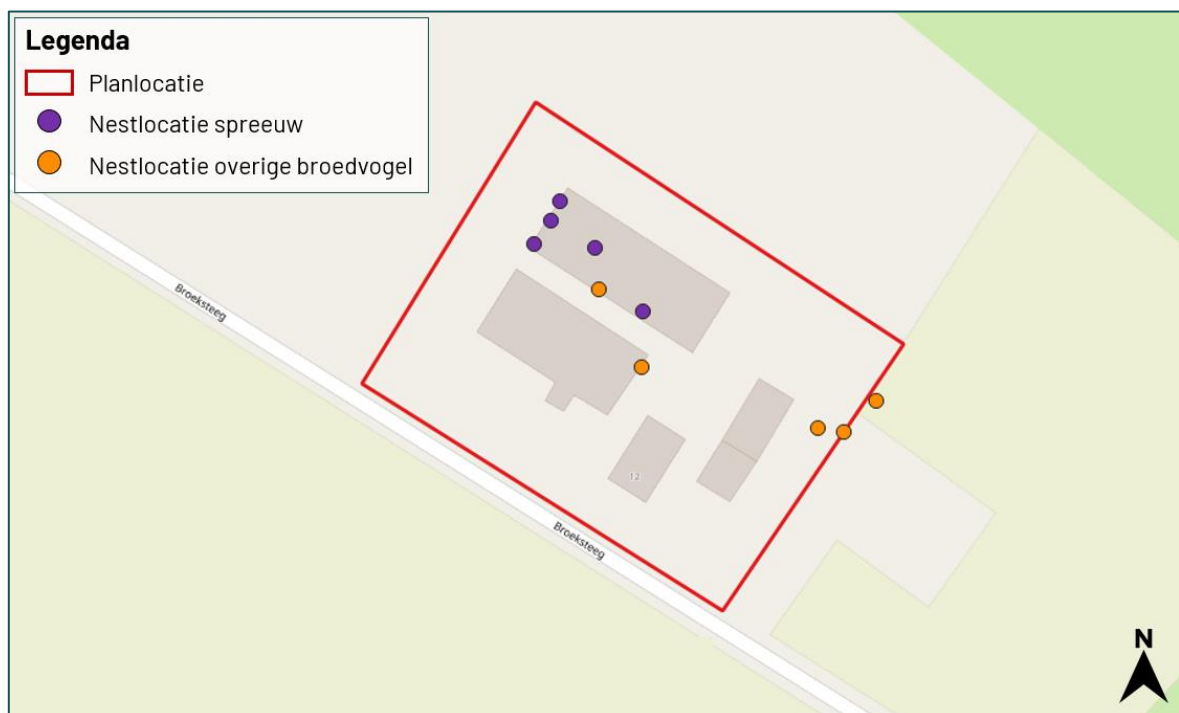 Legenda
Planlocatie
Nestlocatie spreeuw
Nestlocatie overige broedvogel
Broeksteeg
12
Broeksteeg
N